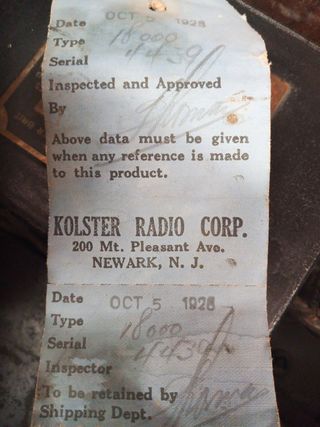 Date OCT 5 1928
Type 18000
Serial
Inspected and Approved
By
Above data must be given
when any reference is made
to this product.
KOLSTER RADIO CORP.
200 Mt. Pleasant Ave.
NEWARK, N. J.
Date OCT 5 1928
Type 18000
Serial
Inspector
To be retained by
Shipping Dept.